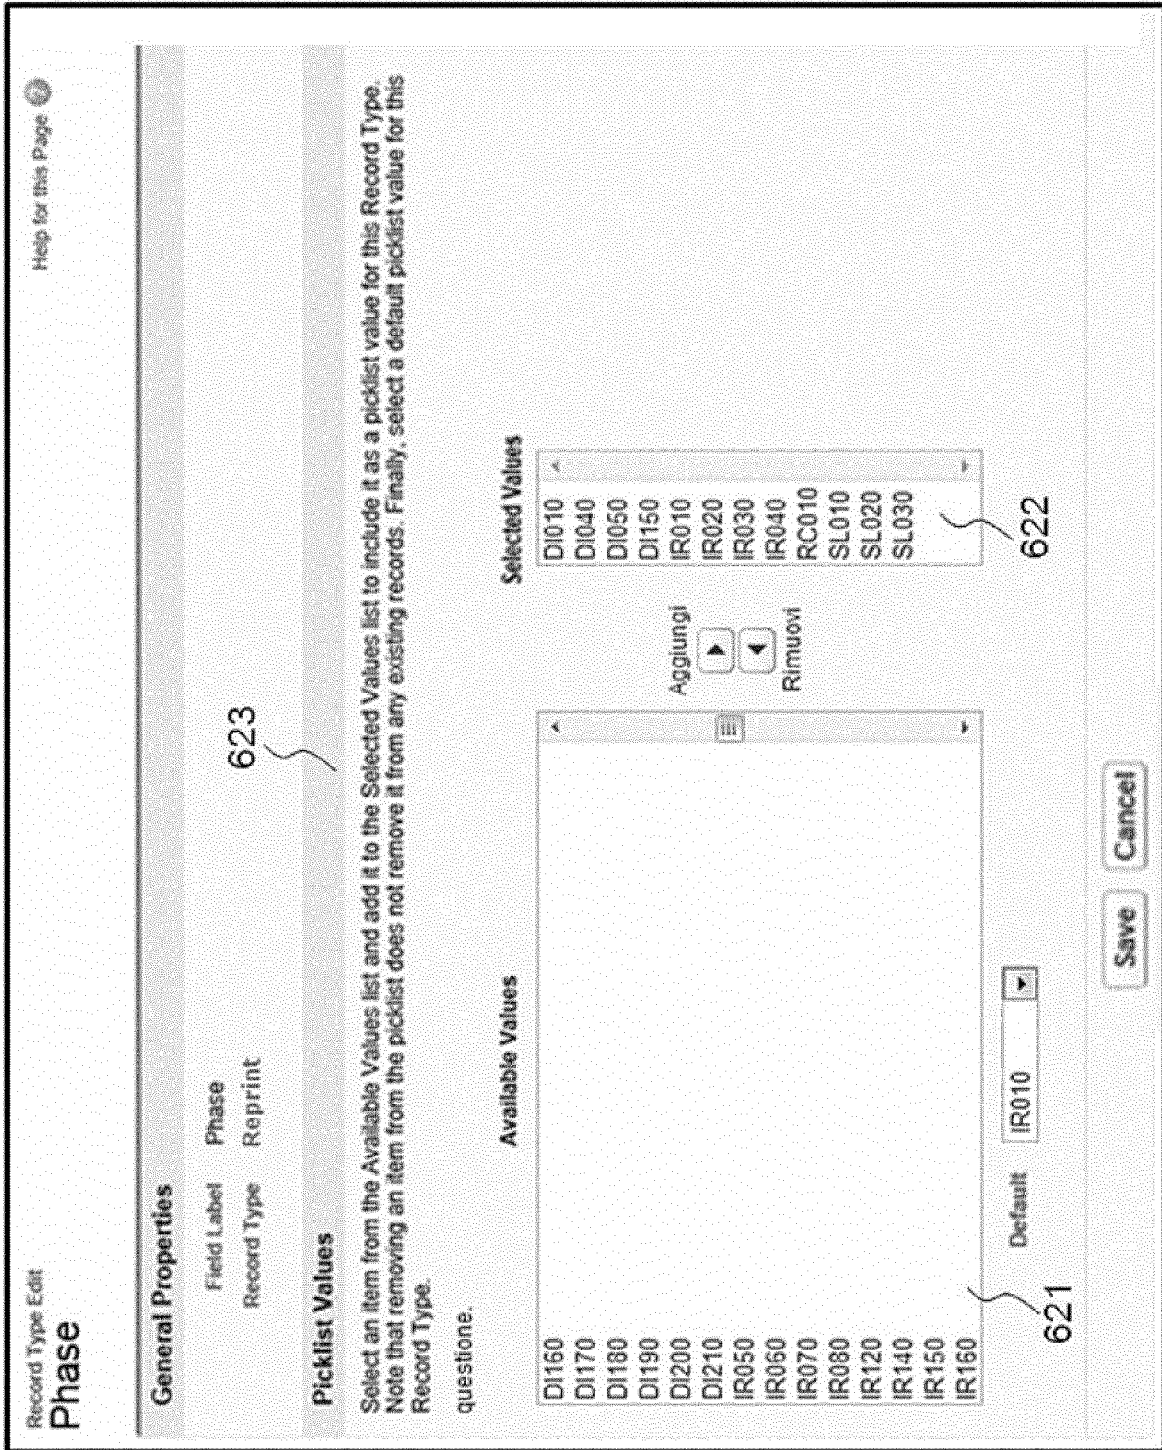 Record Type Edit
Phase
Help for this Page
General Properties
Field Label Phase
Record Type Reprint
623
Picklist Values
Select an item from the Available Values list and add it to the Selected Values list to include it as a picklist value for this Record Type.
Note that removing an item from the picklist does not remove it from any existing records. Finally, select a default picklist value for this
Record Type.
questione.
Available Values
DI160
DI170
DI180
DI190
DI200
DI210
IR050
IR060
IR070
IR080
IR120
IR140
IR150
IR160
621
Aggiungi
Rimuovi
Selected Values
DI010
DI040
DI050
DI150
IR010
IR020
IR030
IR040
RC010
SL010
SL020
SL030
622
Default IR010
Save Cancel